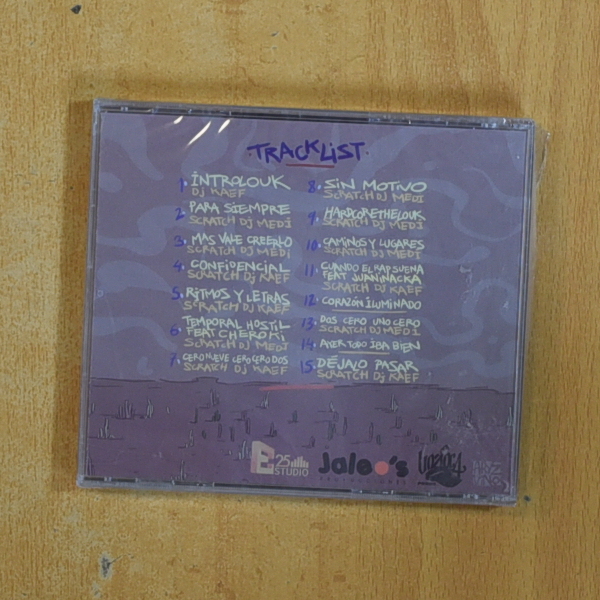 ·TRACKLIST·
1. INTROLOUK
DJ KAEF
2. PARA SIEMPRE
SCRATCH DJ MEDI
3. MAS VALE CREERLO
SCRATCH DJ MEDI
4. CONFIDENCIAL
SCRATCH DJ KAEF
5. RITMOS Y LETRAS
SCRATCH DJ KAEF
6. TEMPORAL HOSTIL
FEAT CHEROKI
SCRATCH DJ MEDI
7. CERO NUEVE CERO CERO DOS
SCRATCH DJ KAEF
8. SIN MOTIVO
SCRATCH DJ MEDI
9. HARDCORETHELOUK
SCRATCH DJ MEDI
10. CAMINOS Y LUGARES
SCRATCH DJ MEDI
11. CUANDO EL RAP SUENA
FEAT JUANINACKA
SCRATCH DJ KAEF
12. CORAZÓN ILUMINADO
13. DOS CERO UNO CERO
SCRATCH DJ MEDI
14. AYER TODO IBA BIEN
15. DÉJALO PASAR
SCRATCH DJ KAEF
E25
STUDIO
Jaleo's
PRODUCCIONES